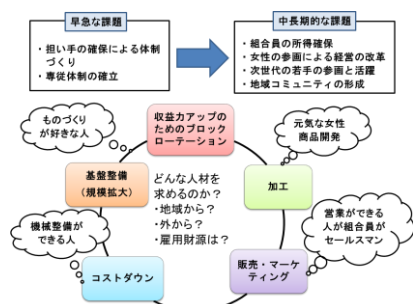 早急な課題
・担い手の確保による体制
づくり
・専従体制の確立
中長期的な課題
・組合員の所得確保
・女性の参画による経営の改革
・次世代の若手の参画と活躍
・地域コミュニティの形成
ものづくり
が好きな人
収益力アップの
ためのブロック
ローテーション
元気な女性
商品開発
基盤整備
（規模拡大）
どんな人材を
求めるのか？
・地域から？
・外から？
・雇用財源は？
加工
機械整備が
できる人
営業ができる
人が組合員が
セールスマン
コストダウン
販売・マーケ
ティング